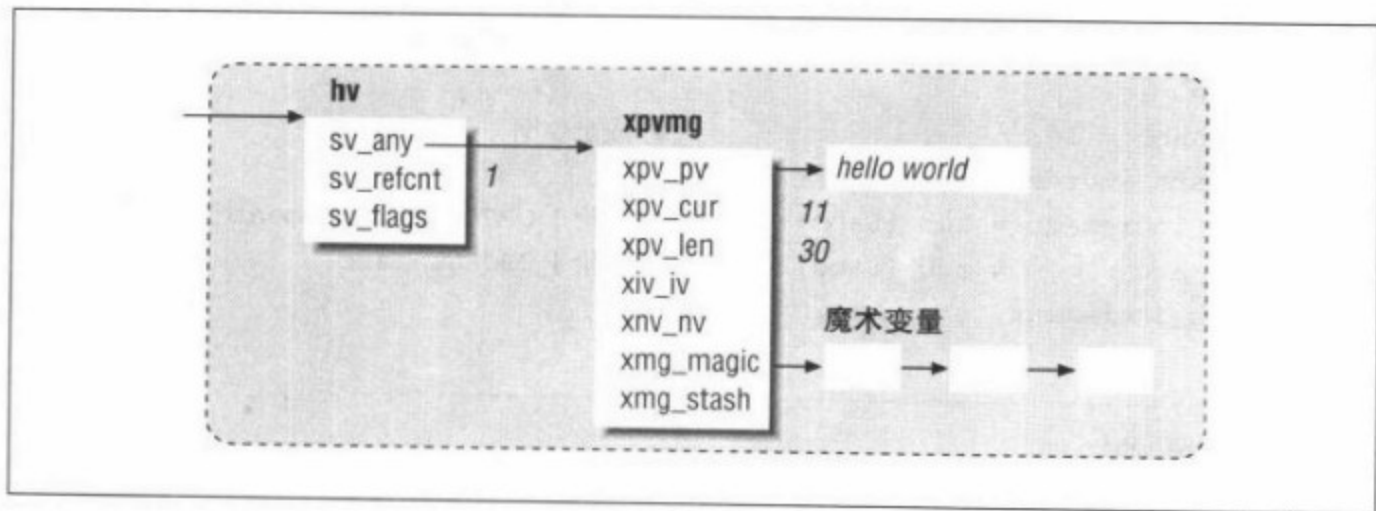 hv
sv_any
sv_refcnt 1
sv_flags
xpvmg
xpv_pv hello world
xpv_cur 11
xpv_len 30
xiv_iv
xnv_nv
魔术变量
xmg_magic
xmg_stash